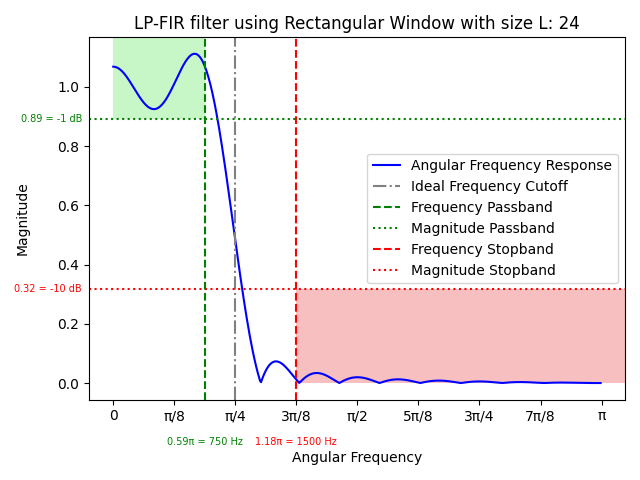 LP-FIR filter using Rectangular Window with size L: 24
Magnitude
1.0
0.8
0.6
0.4
0.2
0.0
0.89 = -1 dB
0.32 = -10 dB
Angular Frequency Response
Ideal Frequency Cutoff
Frequency Passband
Magnitude Passband
Frequency Stopband
Magnitude Stopband
0 π/8 π/4 3π/8 π/2 5π/8 3π/4 7π/8 π
0.59π = 750 Hz 1.18π = 1500 Hz
Angular Frequency